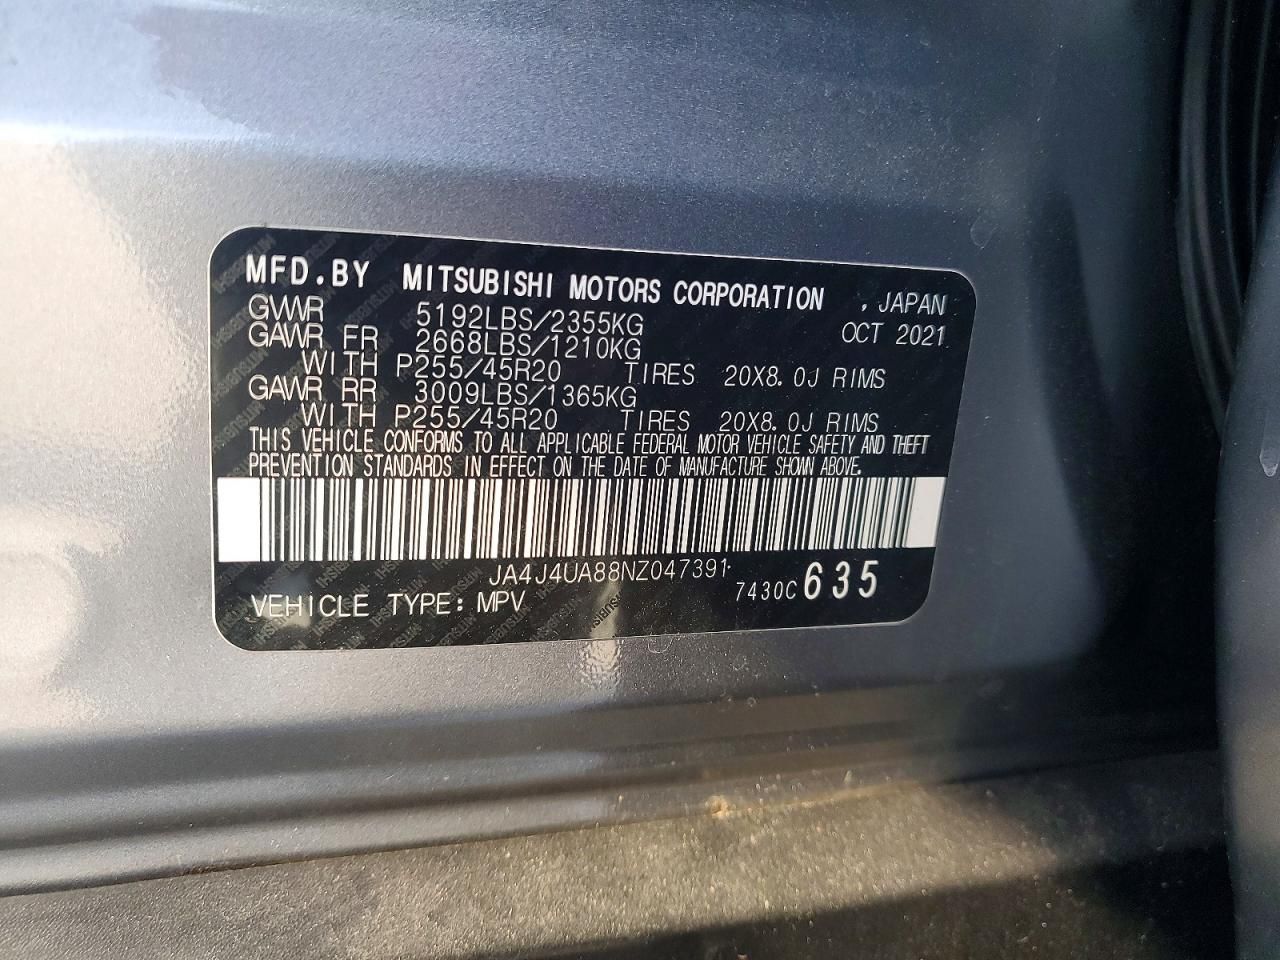 MFD.BY MITSUBISHI MOTORS CORPORATION , JAPAN
GVWR 5192LBS/2355KG OCT 2021
GAWR FR 2668LBS/1210KG
WITH P255/45R20 TIRES 20X8.0J RIMS
GAWR RR 3009LBS/1365KG
WITH P255/45R20 TIRES 20X8.0J RIMS
THIS VEHICLE CONFORMS TO ALL APPLICABLE FEDERAL MOTOR VEHICLE SAFETY AND THEFT
PREVENTION STANDARDS IN EFFECT ON THE DATE OF MANUFACTURE SHOWN ABOVE.
JA4J4UA88NZ047391
7430C 635
VEHICLE TYPE: MPV